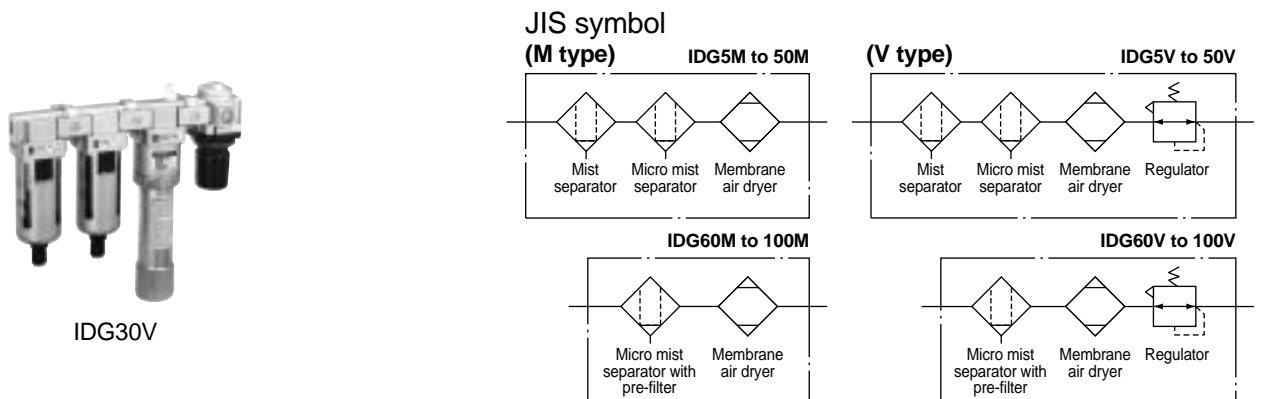 JIS symbol
(M type) IDG5M to 50M
Mist
separator
Micro mist
separator
Membrane
air dryer
(V type) IDG5V to 50V
Mist
separator
Micro mist
separator
Membrane
air dryer
Regulator
IDG60M to 100M
Micro mist
separator with
pre-filter
Membrane
air dryer
IDG60V to 100V
Micro mist
separator with
pre-filter
Membrane
air dryer
Regulator
IDG30V